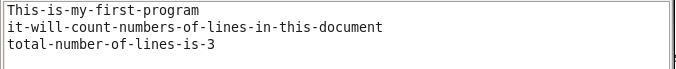 This-is-my-first-program
it-will-count-numbers-of-lines-in-this-document
total-number-of-lines-is-3